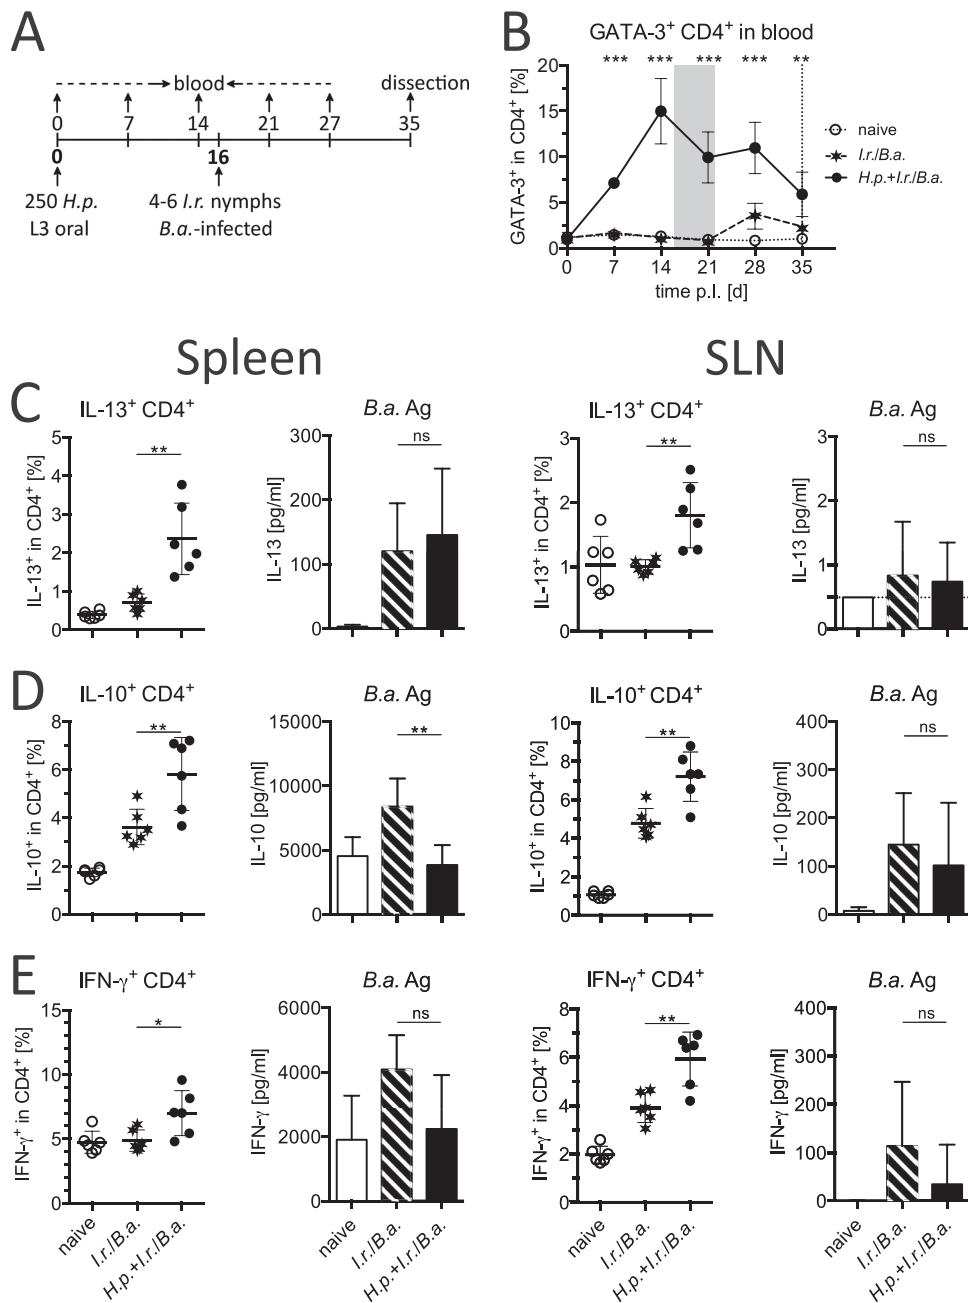 A
blood
dissection
0 7 14 21 27 35
0 16
250 H.p. 4-6 I.r. nymphs
L3 oral B.a.-infected
B
GATA-3⁺ CD4⁺ in blood
*** *** *** *** **
GATA-3⁺ in CD4⁺ [%]
20
15
10
5
0
0 7 14 21 28 35
time p.I. [d]
naive
I.r./B.a.
H.p.+I.r./B.a.
Spleen SLN
C
IL-13⁺ CD4⁺
IL-13⁺ in CD4⁺ [%]
5
4
3
2
1
0
**
B.a. Ag
IL-13 [pg/ml]
300
200
100
0
ns
IL-13⁺ CD4⁺
IL-13⁺ in CD4⁺ [%]
3
2
1
0
**
B.a. Ag
IL-13 [pg/ml]
3
2
1
0
ns
D
IL-10⁺ CD4⁺
IL-10⁺ in CD4⁺ [%]
8
6
4
2
0
**
B.a. Ag
IL-10 [pg/ml]
15000
10000
5000
0
**
IL-10⁺ CD4⁺
IL-10⁺ in CD4⁺ [%]
10
8
6
4
2
0
**
B.a. Ag
IL-10 [pg/ml]
400
300
200
100
0
ns
E
IFN-γ⁺ CD4⁺
IFN-γ⁺ in CD4⁺ [%]
15
10
5
0
*
naive
I.r./B.a.
H.p.+I.r./B.a.
B.a. Ag
IFN-γ [pg/ml]
6000
4000
2000
0
ns
naive
I.r./B.a.
H.p.+I.r./B.a.
IFN-γ⁺ CD4⁺
IFN-γ⁺ in CD4⁺ [%]
8
6
4
2
0
**
naive
I.r./B.a.
H.p.+I.r./B.a.
B.a. Ag
IFN-γ [pg/ml]
400
300
200
100
0
ns
naive
I.r./B.a.
H.p.+I.r./B.a.